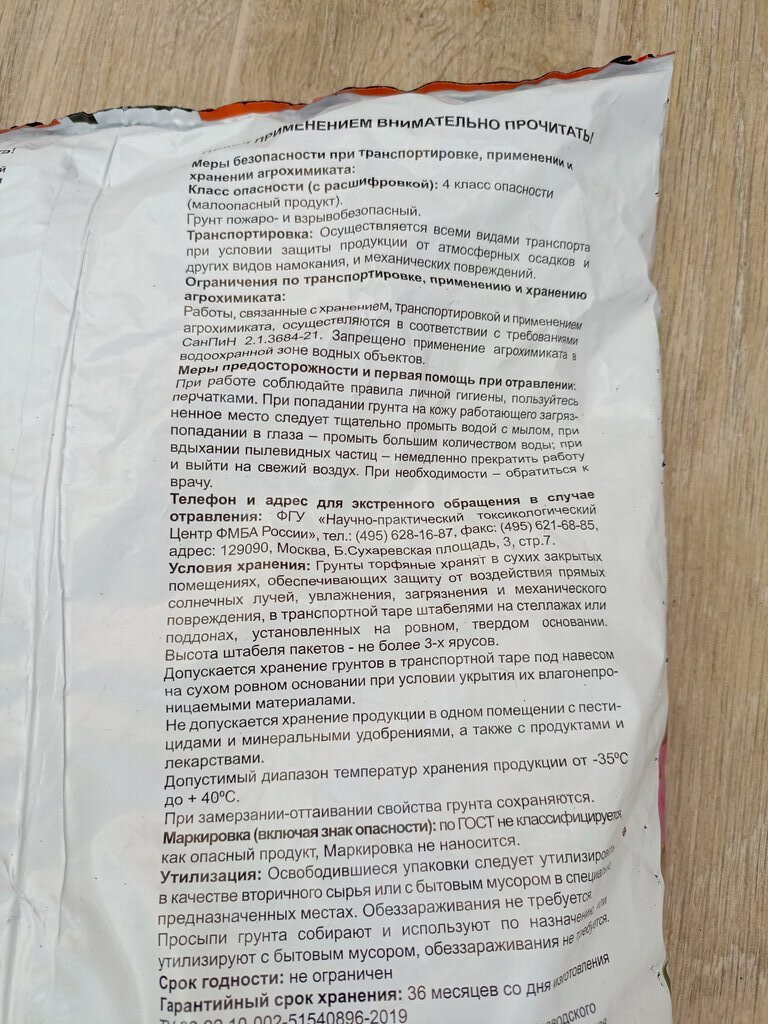 ПРИМЕНЕНИЕМ ВНИМАТЕЛЬНО ПРОЧИТАТЬ!
Меры безопасности при транспортировке, применении и
хранении агрохимиката:
Класс опасности (с расшифровкой): 4 класс опасности
(малоопасный продукт).
Грунт пожаро- и взрывобезопасный.
Транспортировка: Осуществляется всеми видами транспорта
при условии защиты продукции от атмосферных осадков и
других видов намокания, и механических повреждений.
Ограничения по транспортировке, применению и хранению
агрохимиката:
Работы, связанные с хранением, транспортировкой и применением
агрохимиката, осуществляются в соответствии с требованиями
СанПиН 2.1.3684-21. Запрещено применение агрохимиката в
водоохранной зоне водных объектов.
Меры предосторожности и первая помощь при отравлении:
При работе соблюдайте правила личной гигиены, пользуйтесь
перчатками. При попадании грунта на кожу работающего загряз-
ненное место следует тщательно промыть водой с мылом, при
попадании в глаза – промыть большим количеством воды; при
вдыхании пылевидных частиц – немедленно прекратить работу
и выйти на свежий воздух. При необходимости – обратиться к
врачу.
Телефон и адрес для экстренного обращения в случае
отравления: ФГУ «Научно-практический токсикологический
Центр ФМБА России», тел.: (495) 628-16-87, факс: (495) 621-68-85,
адрес: 129090, Москва, Б.Сухаревская площадь, 3, стр.7.
Условия хранения: Грунты торфяные хранят в сухих закрытых
помещениях, обеспечивающих защиту от воздействия прямых
солнечных лучей, увлажнения, загрязнения и механического
повреждения, в транспортной таре штабелями на стеллажах или
поддонах, установленных на ровном, твердом основании.
Высота штабеля пакетов - не более 3-х ярусов.
Допускается хранение грунтов в транспортной таре под навесом
на сухом ровном основании при условии укрытия их влагонепро-
ницаемыми материалами.
Не допускается хранение продукции в одном помещении с пести-
цидами и минеральными удобрениями, а также с продуктами и
лекарствами.
Допустимый диапазон температур хранения продукции от -35ºС
до + 40ºС.
При замерзании-оттаивании свойства грунта сохраняются.
Маркировка (включая знак опасности): по ГОСТ не классифицируется
как опасный продукт, Маркировка не наносится.
Утилизация: Освободившиеся упаковки следует утилизировать
в качестве вторичного сырья или с бытовым мусором в специально
предназначенных местах. Обеззараживания не требуется.
Просыпи грунта собирают и используют по назначению или
утилизируют с бытовым мусором, обеззараживания не требуется.
Срок годности: не ограничен
Гарантийный срок хранения: 36 месяцев со дня изготовления